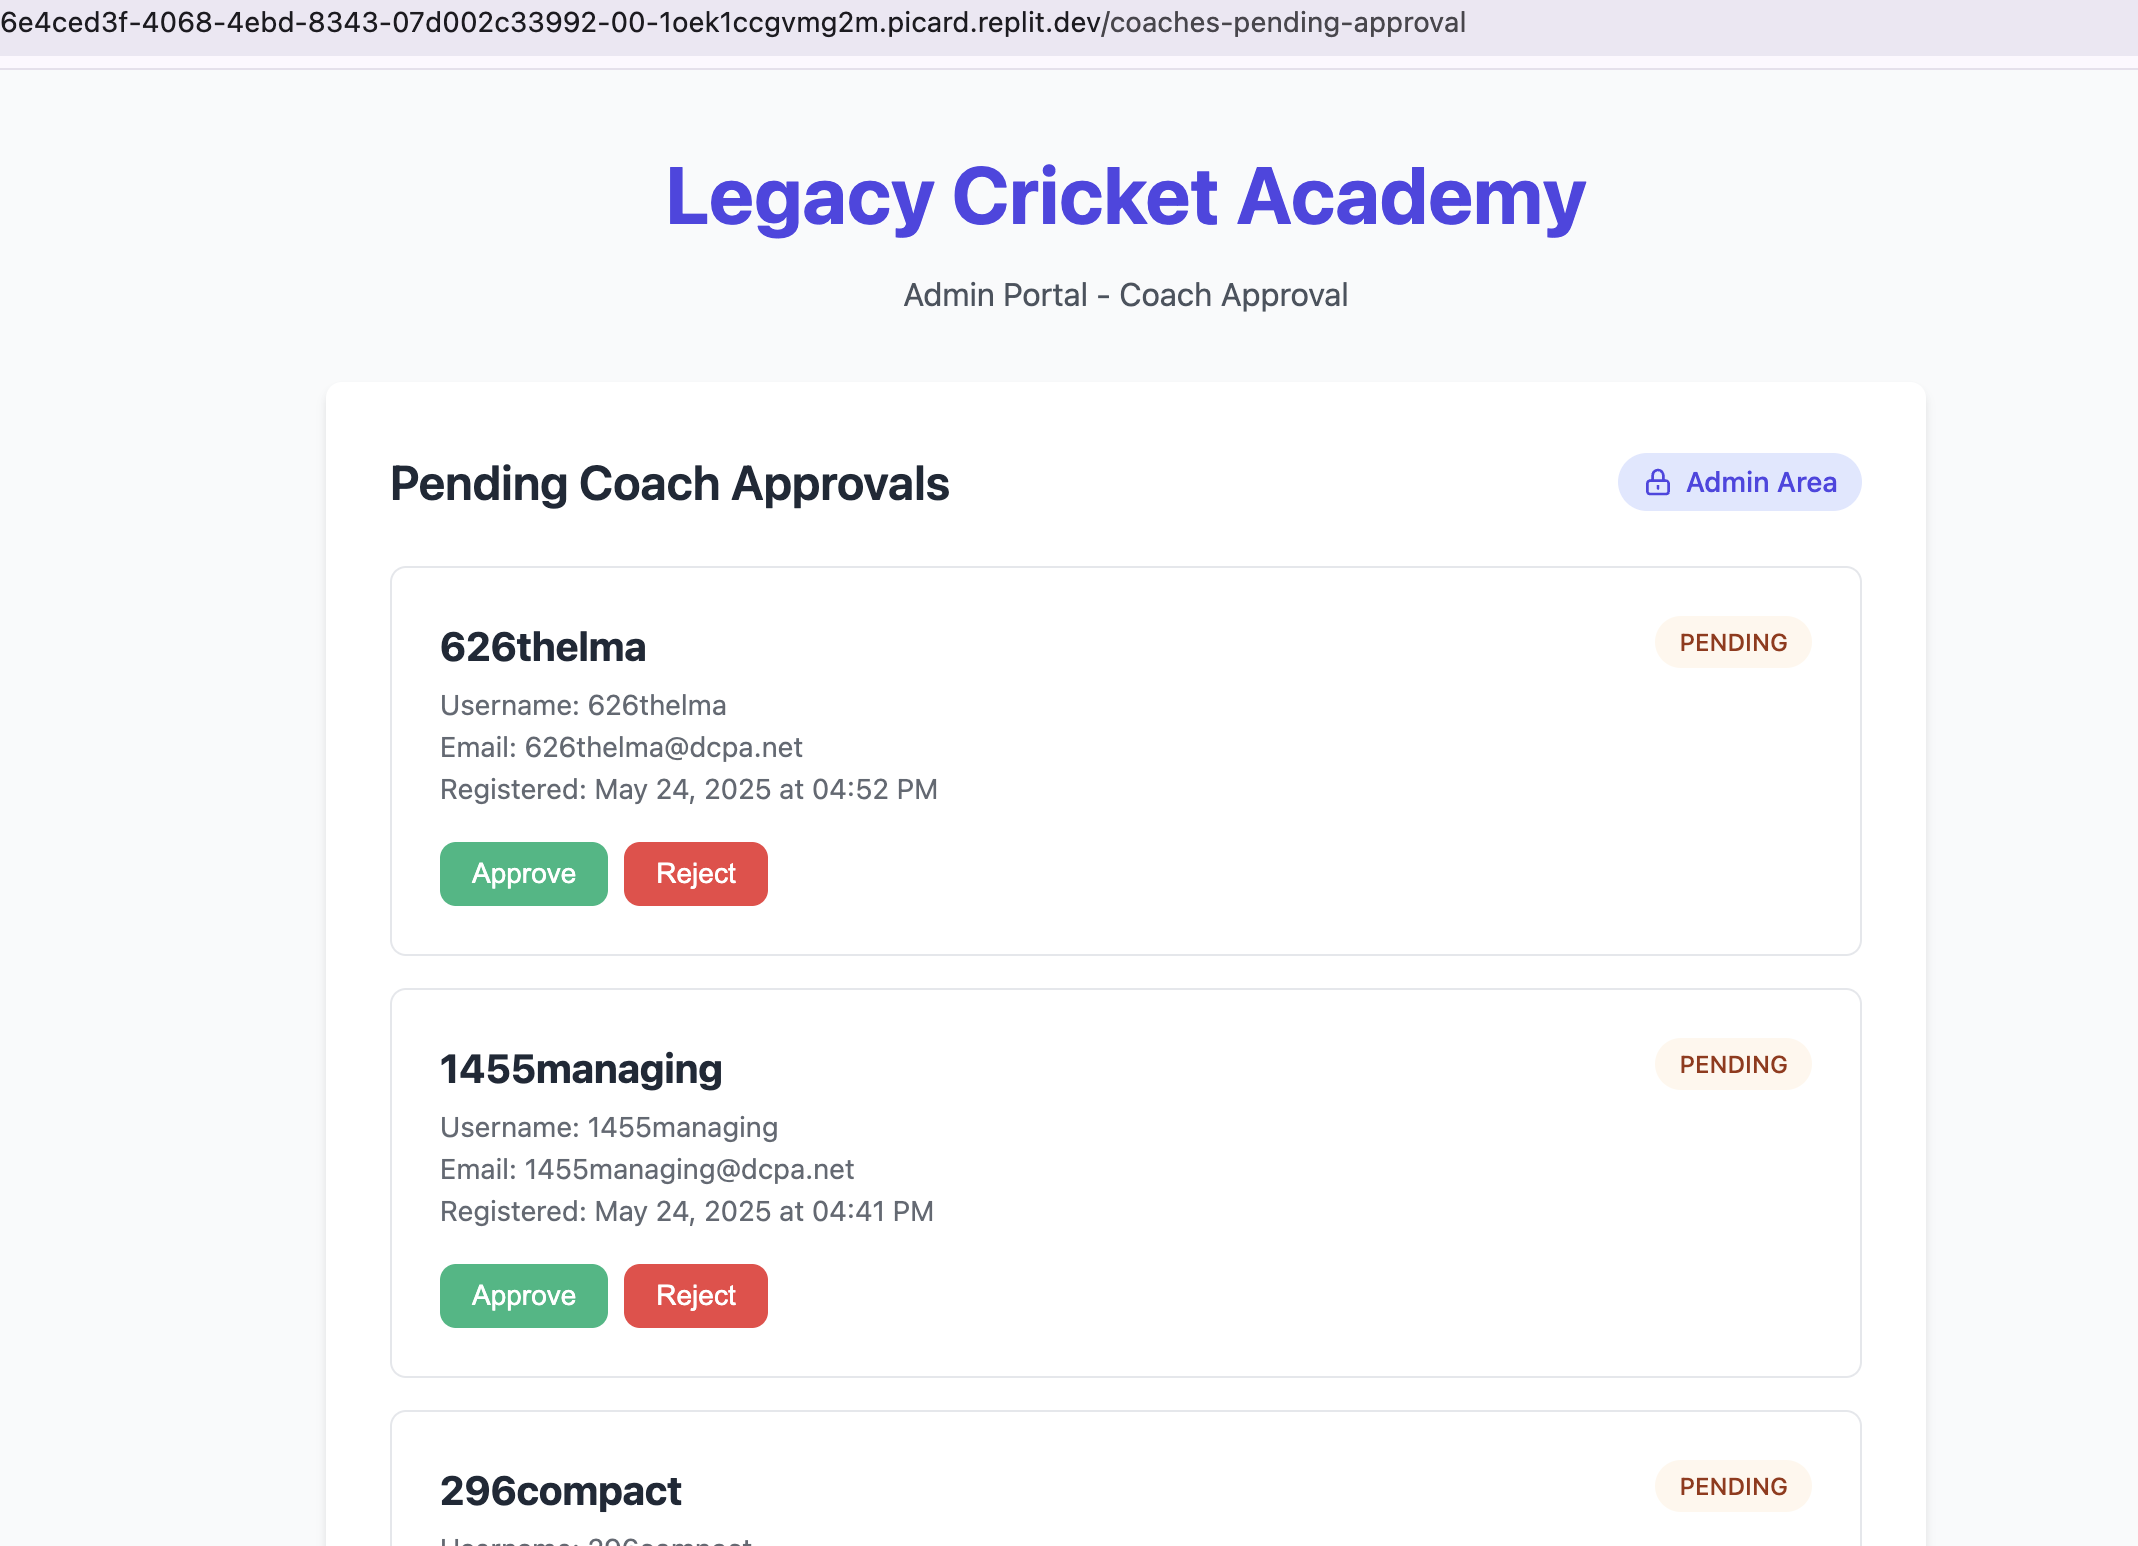 6e4ced3f-4068-4ebd-8343-07d002c33992-00-1oek1ccgvmg2m.picard.replit.dev/coaches-pending-approval
Legacy Cricket Academy
Admin Portal - Coach Approval
Pending Coach Approvals
Admin Area
626thelma
PENDING
Username: 626thelma
Email: 626thelma@dcpa.net
Registered: May 24, 2025 at 04:52 PM
Approve
Reject
1455managing
PENDING
Username: 1455managing
Email: 1455managing@dcpa.net
Registered: May 24, 2025 at 04:41 PM
Approve
Reject
296compact
PENDING
Username: 296compact